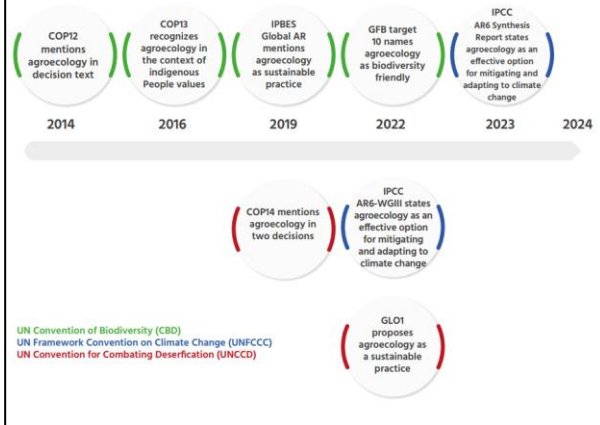 COP12
mentions
agroecology in
decision text
COP13
recognizes
agroecology in
the context of
indigenous
People values
IPBES
Global AR
mentions
agroecology
as sustainable
practice
GFB target
10 names
agroecology
as biodiversity
friendly
IPCC
AR6 Synthesis
Report states
agroecology as an
effective option
for mitigating and
adapting to climate
change
2014
2016
2019
2022
2023
2024
COP14 mentions
agroecology in
two decisions
IPCC
AR6-WGIII states
agroecology as an
effective option
for mitigating
and adapting to
climate change
GLO1
proposes
agroecology as
a sustainable
practice
UN Convention of Biodiversity (CBD)
UN Framework Convention on Climate Change (UNFCCC)
UN Convention for Combating Deserfication (UNCCD)